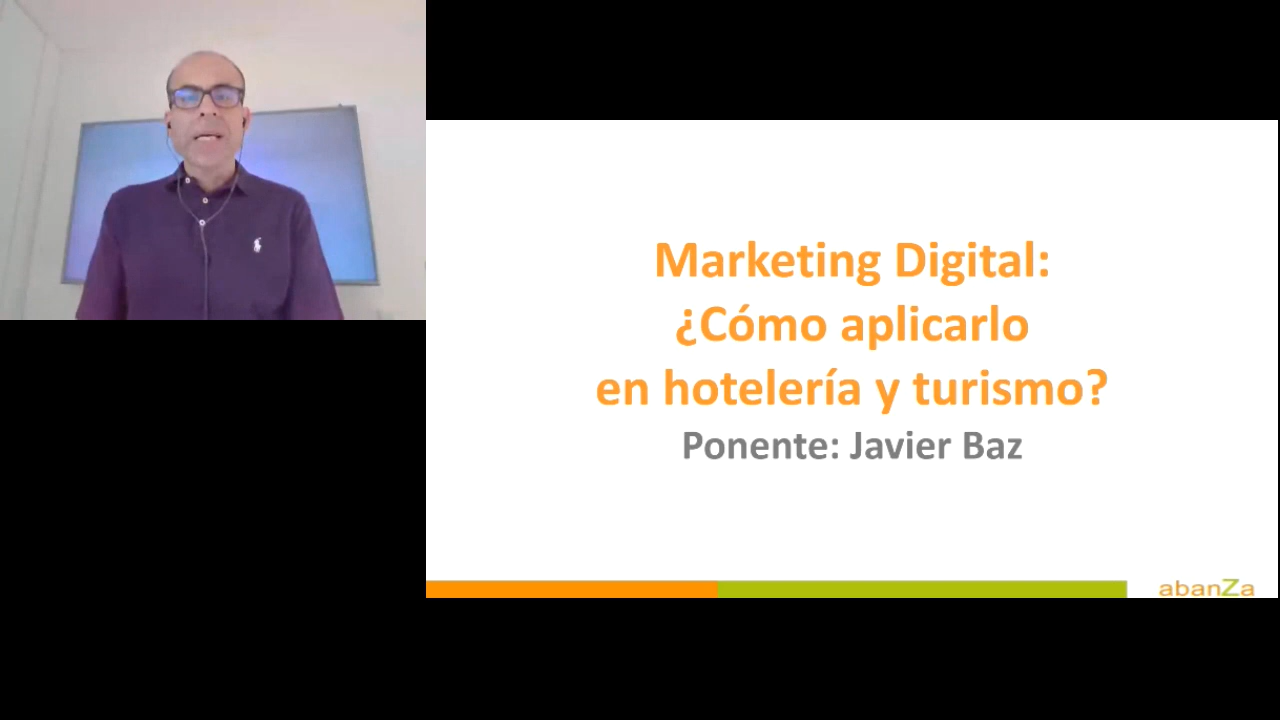 Marketing Digital:
¿Cómo aplicarlo
en hotelería y turismo?
Ponente: Javier Baz
abanZa